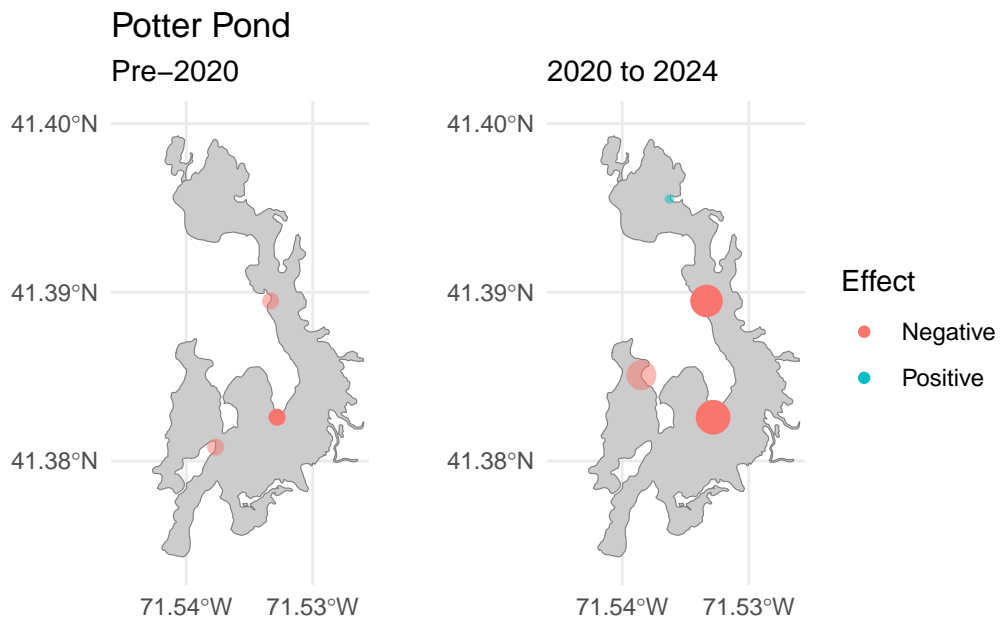 Potter Pond
Pre−2020
2020 to 2024
41.40°N
41.39°N
41.38°N
71.54°W
71.53°W
41.40°N
41.39°N
41.38°N
71.54°W
71.53°W
Effect
Negative
Positive